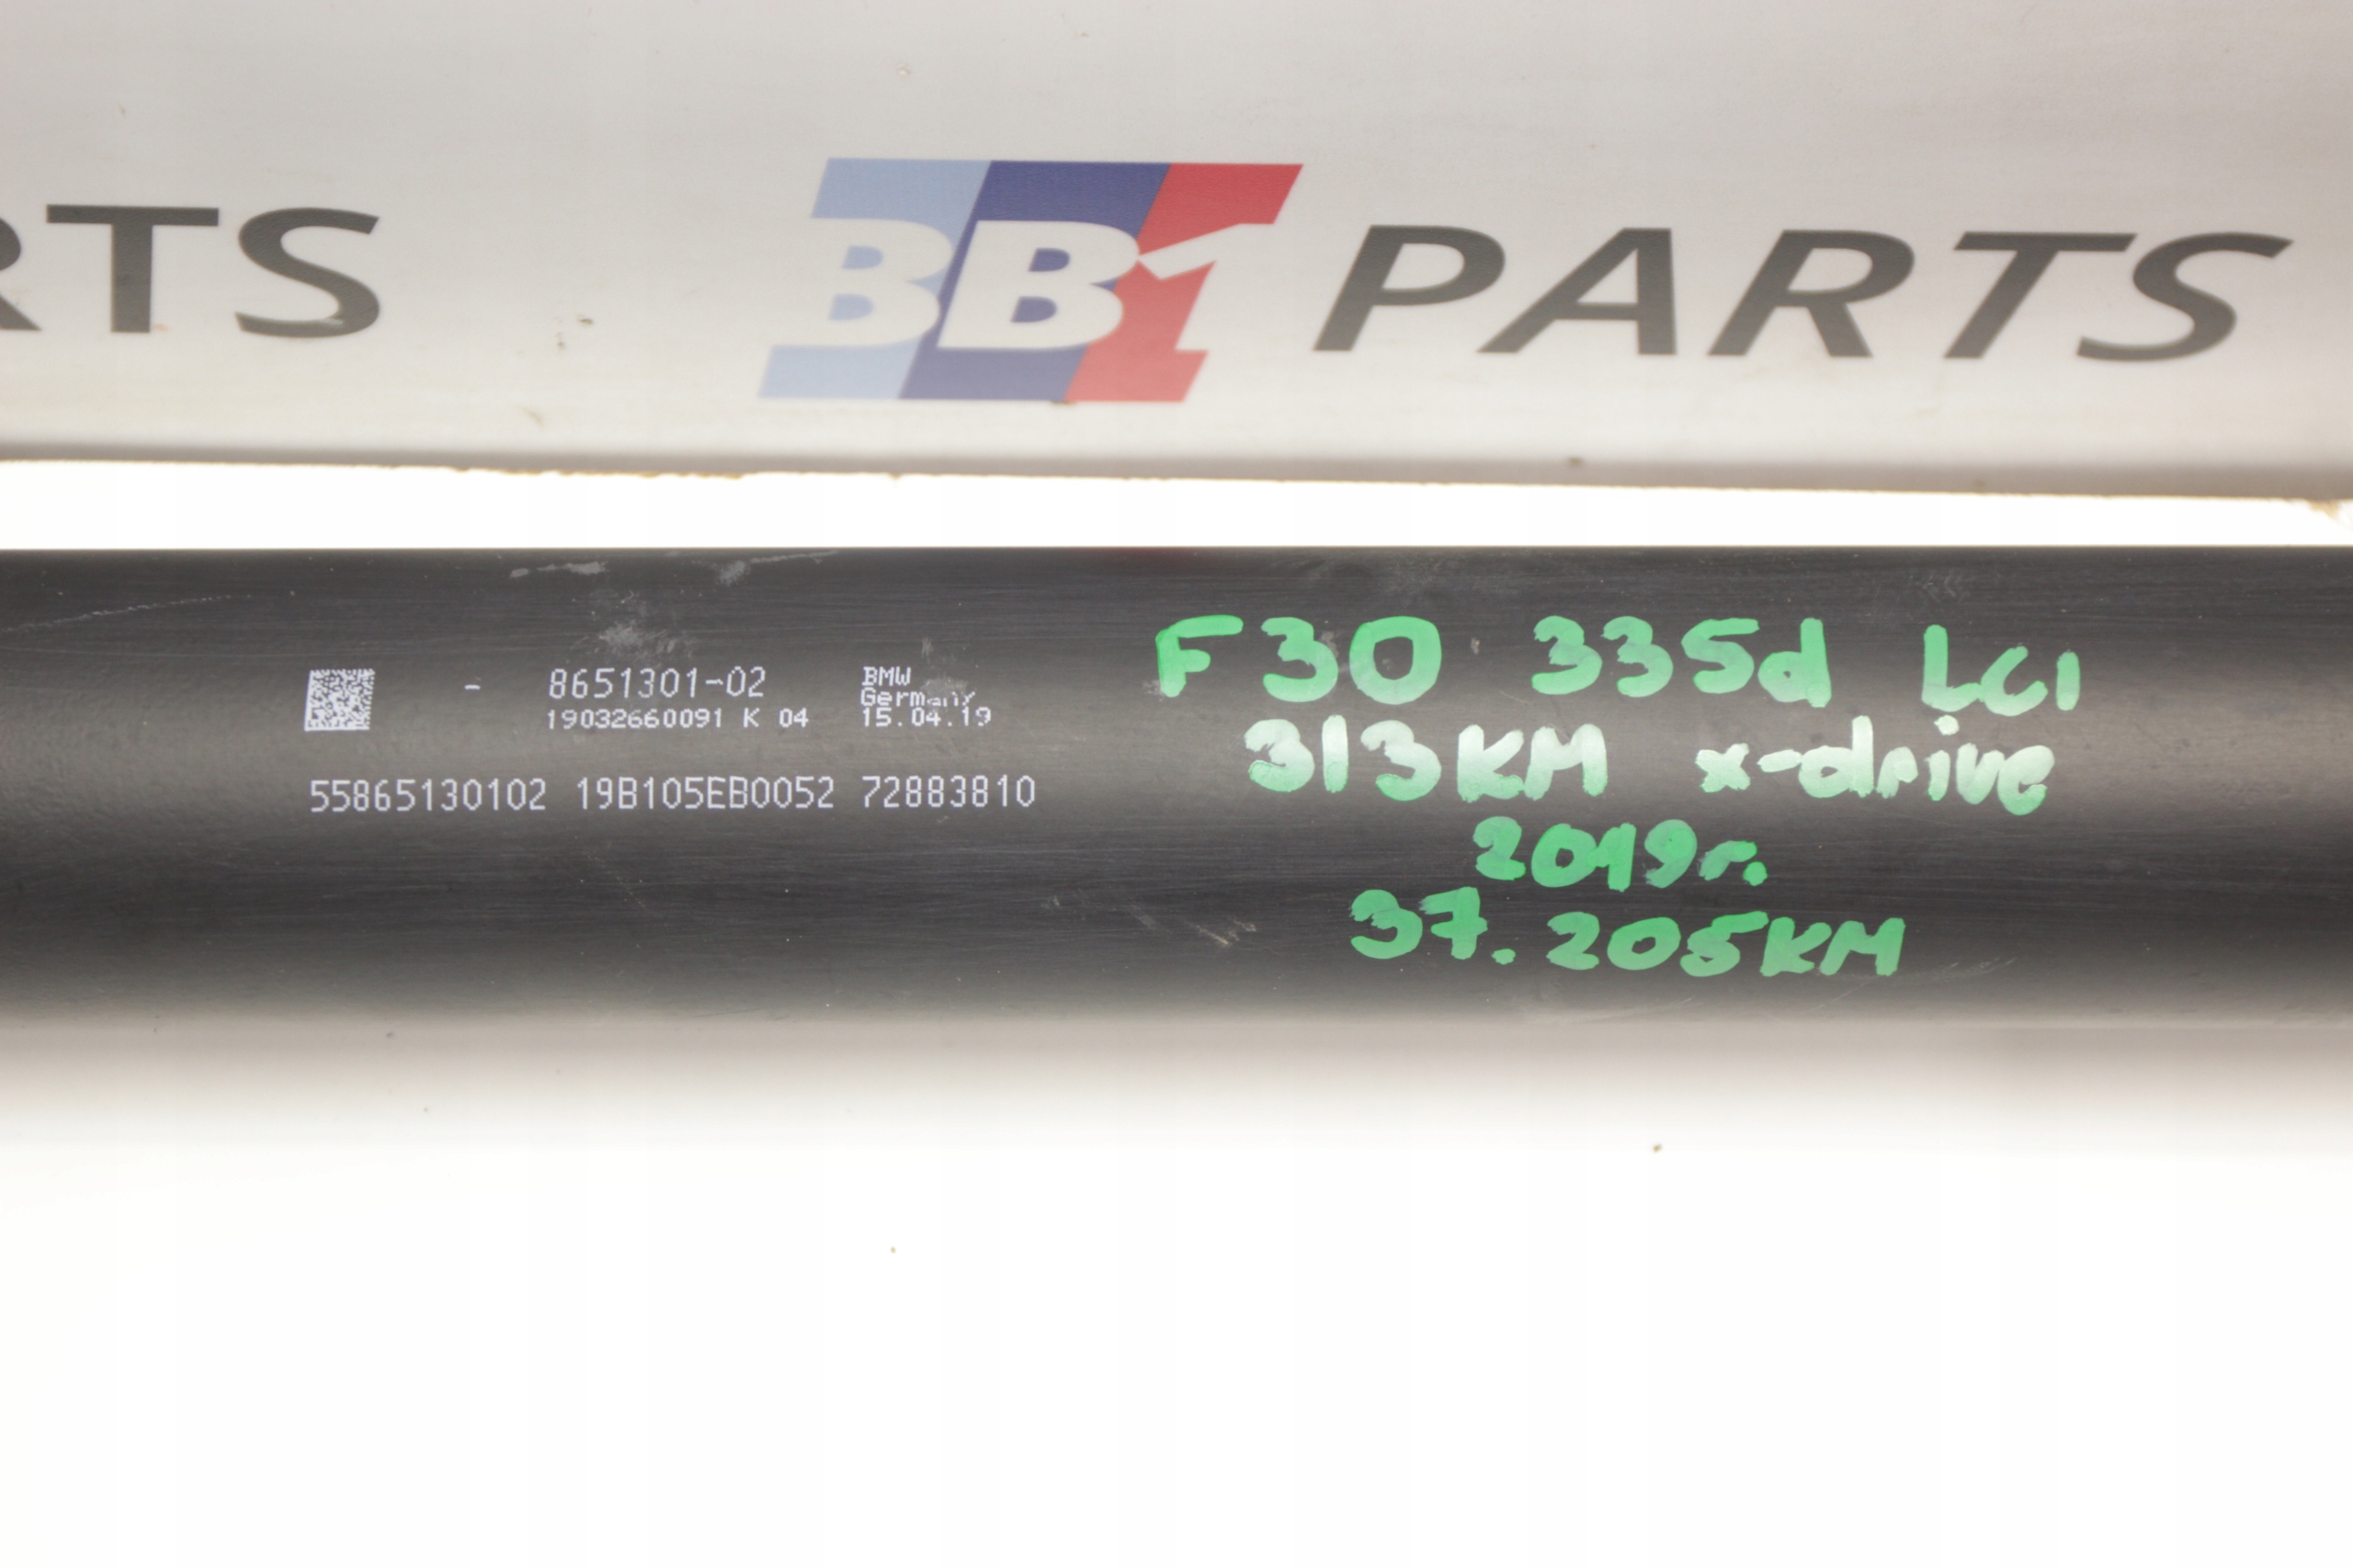 RTS
BB1 PARTS
- 8651301-02
19032660091 K 04
BMW
Germany
15.04.19
55865130102 19B105EB0052 72883810
F30 335d LCI
313KM x-drive
2019r.
37.205KM